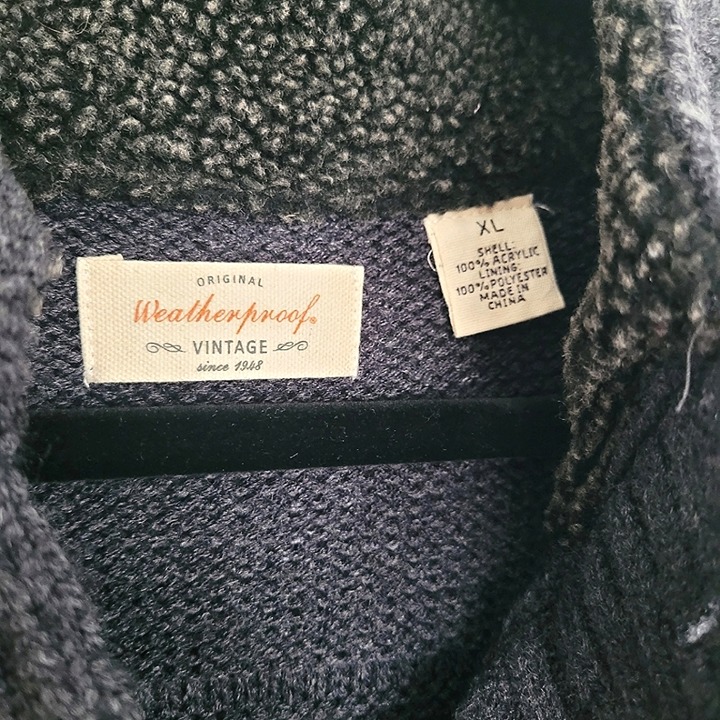 ORIGINAL
Weatherproof®
VINTAGE
since 1948
XL
SHELL:
100% ACRYLIC
LINING:
100% POLYESTER
MADE IN
CHINA